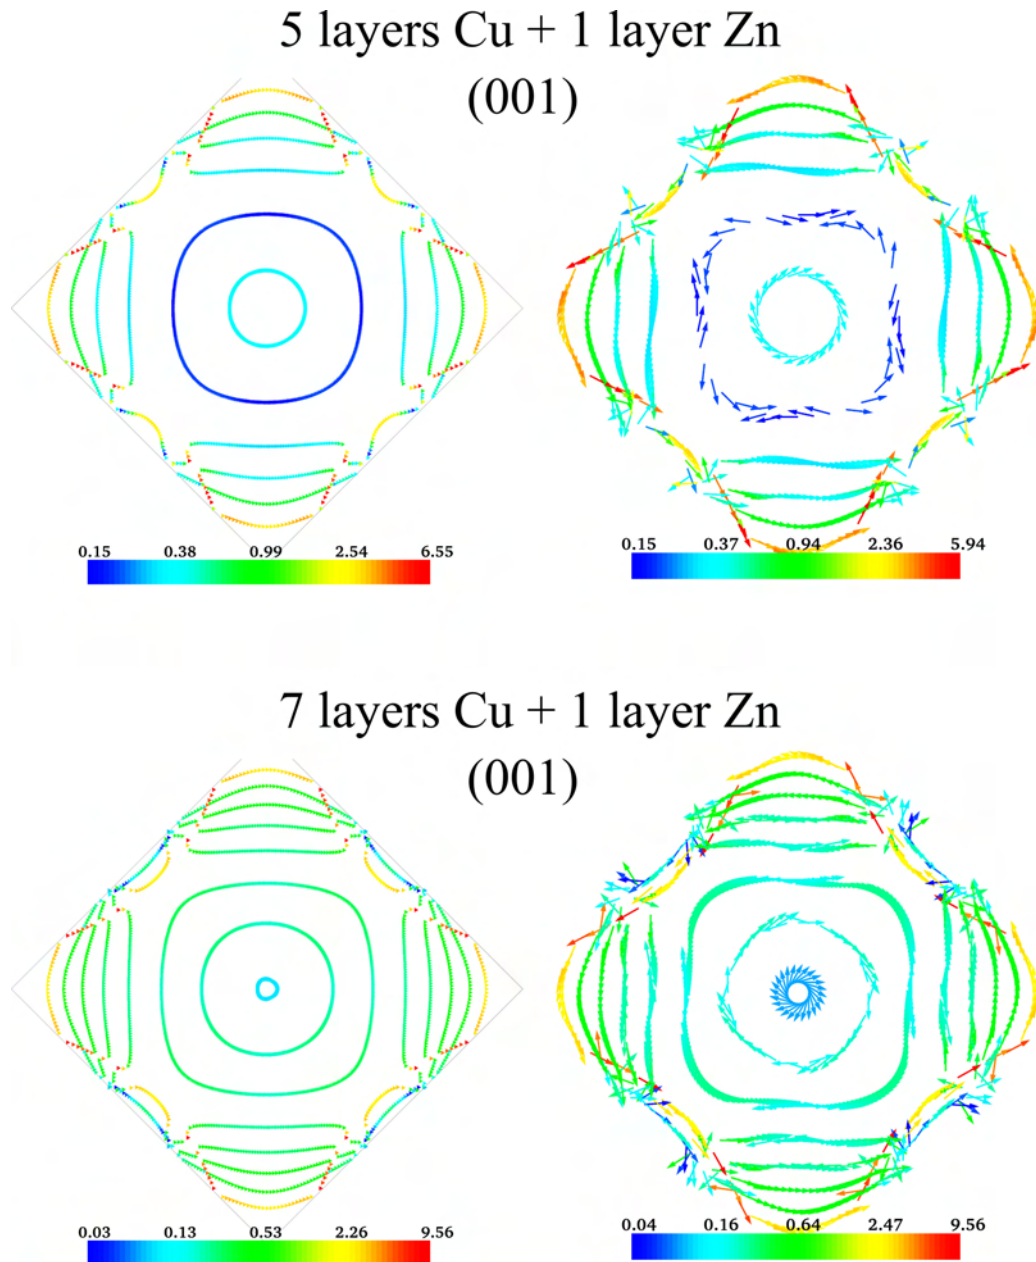 5 layers Cu + 1 layer Zn
(001)
0.15 0.38 0.99 2.54 6.55
0.15 0.37 0.94 2.36 5.94
7 layers Cu + 1 layer Zn
(001)
0.03 0.13 0.53 2.26 9.56
0.04 0.16 0.64 2.47 9.56